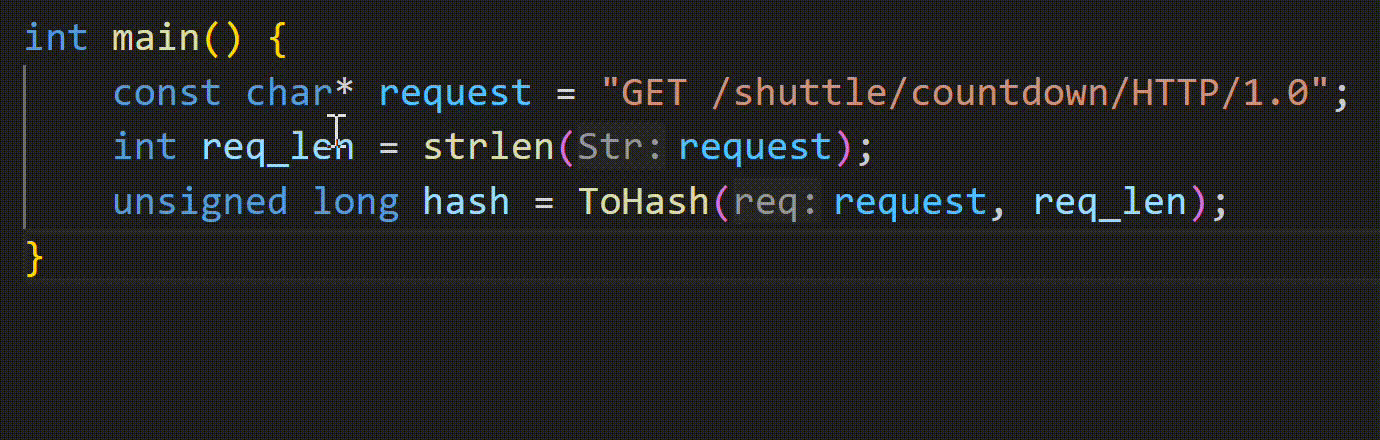 int main() {
    const char* request = "GET /shuttle/countdown/HTTP/1.0";
    int req_len = strlen(Str: request);
    unsigned long hash = ToHash(req: request, req_len);
}